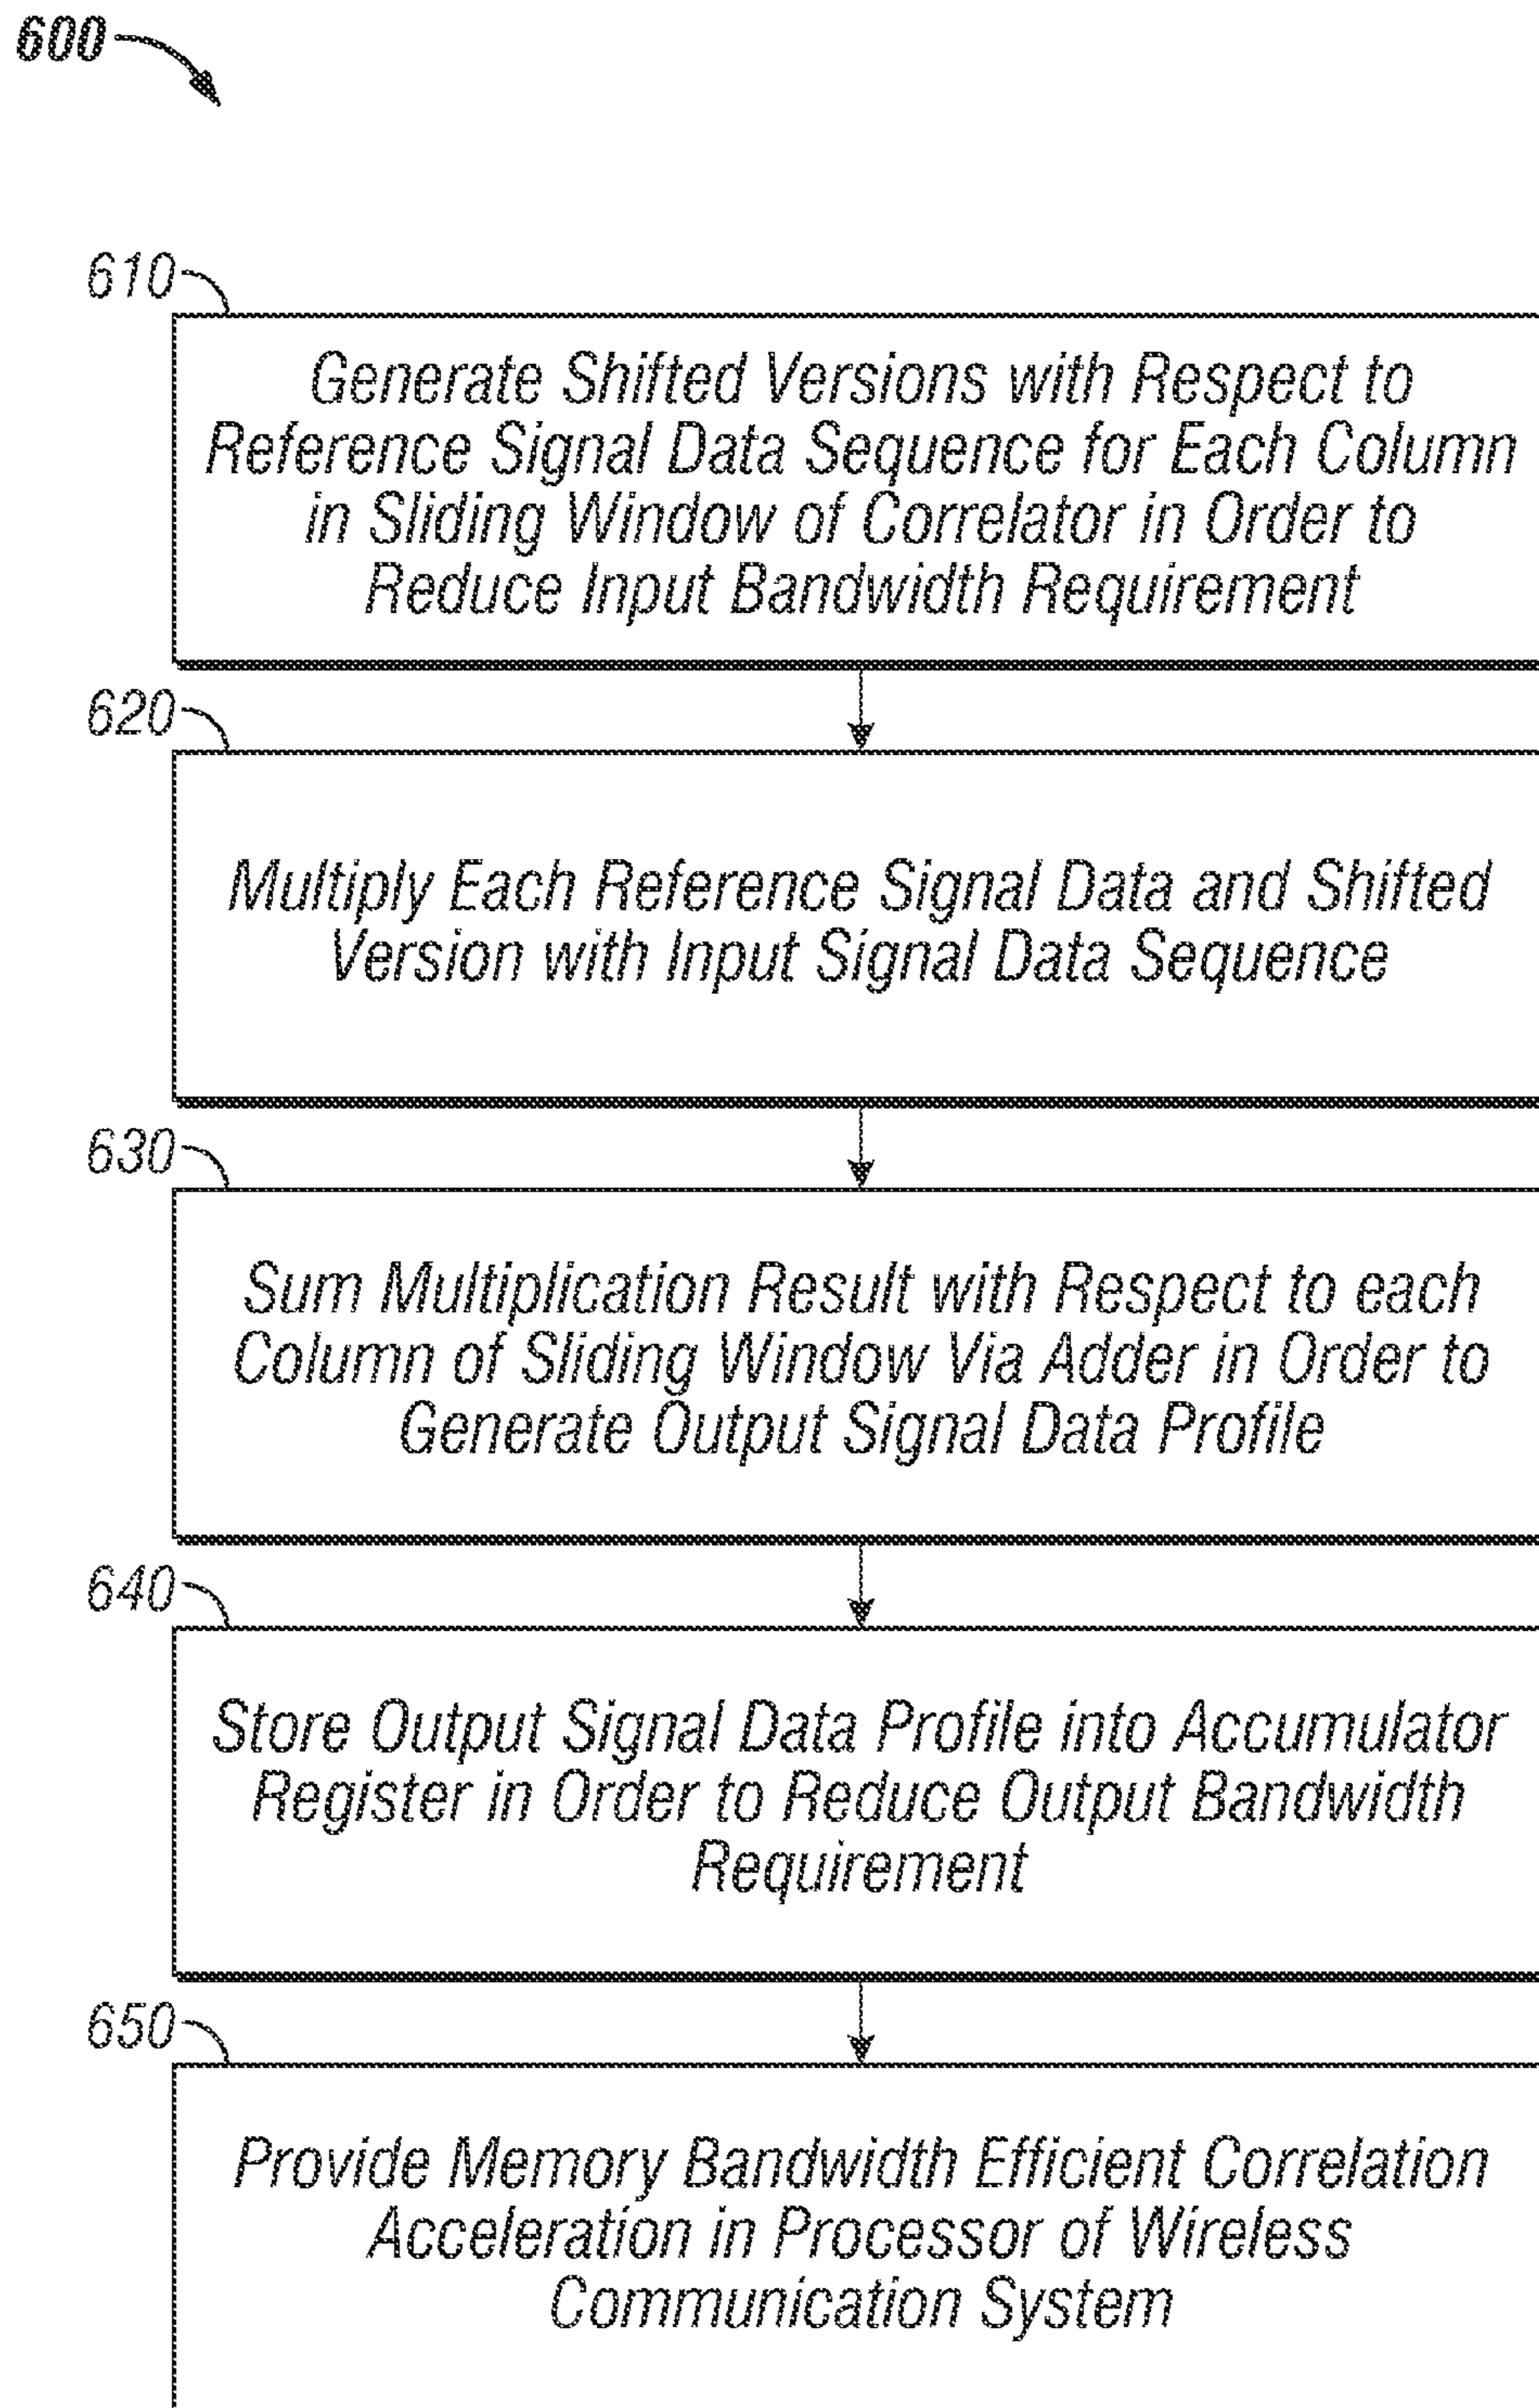 600
610
Generate Shifted Versions with Respect to
Reference Signal Data Sequence for Each Column
in Sliding Window of Correlator in Order to
Reduce Input Bandwidth Requirement
620
Multiply Each Reference Signal Data and Shifted
Version with Input Signal Data Sequence
630
Sum Multiplication Result with Respect to each
Column of Sliding Window Via Adder in Order to
Generate Output Signal Data Profile
640
Store Output Signal Data Profile into Accumulator
Register in Order to Reduce Output Bandwidth
Requirement
650
Provide Memory Bandwidth Efficient Correlation
Acceleration in Processor of Wireless
Communication System